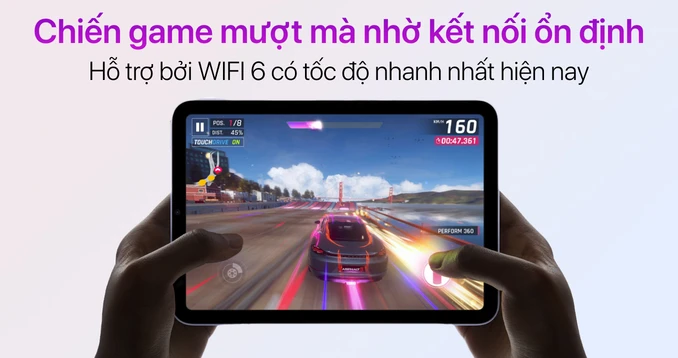 Chiến game mượt mà nhờ kết nối ổn định
Hỗ trợ bởi WIFI 6 có tốc độ nhanh nhất hiện nay
POS. 1/8
DIST. 45%
TOUCHDRIVE ON
160
00:47.361
PERFORM 360